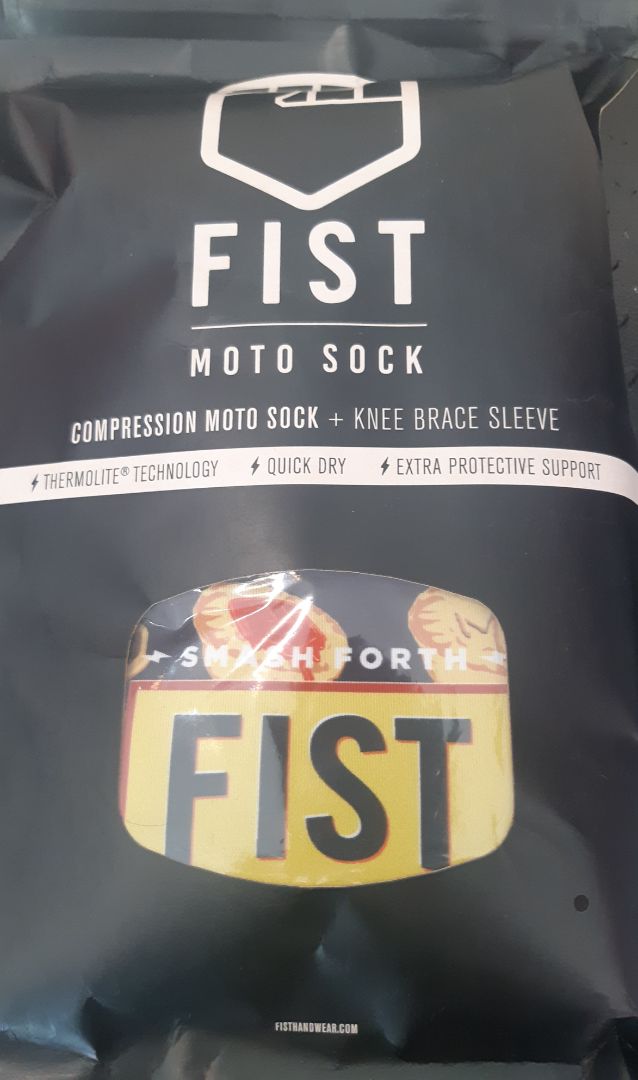 FIST
MOTO SOCK
COMPRESSION MOTO SOCK + KNEE BRACE SLEEVE
THERMOLITE® TECHNOLOGY QUICK DRY EXTRA PROTECTIVE SUPPORT
SMASH FORTH
FIST
FISTHANDWEAR.COM